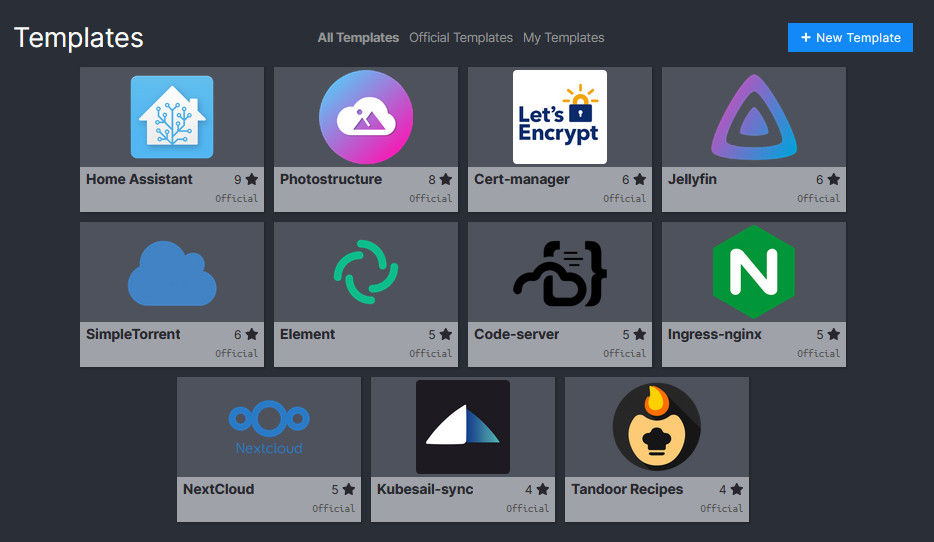 Templates
All Templates Official Templates My Templates
+ New Template
Let's
Encrypt
Home Assistant 9 ★
Official
Photostructure 8 ★
Official
Cert-manager 6 ★
Official
Jellyfin 6 ★
Official
SimpleTorrent 6 ★
Official
Element 5 ★
Official
Code-server 5 ★
Official
N
Ingress-nginx 5 ★
Official
Nextcloud
NextCloud 5 ★
Official
Kubesail-sync 4 ★
Official
Tandoor Recipes 4 ★
Official